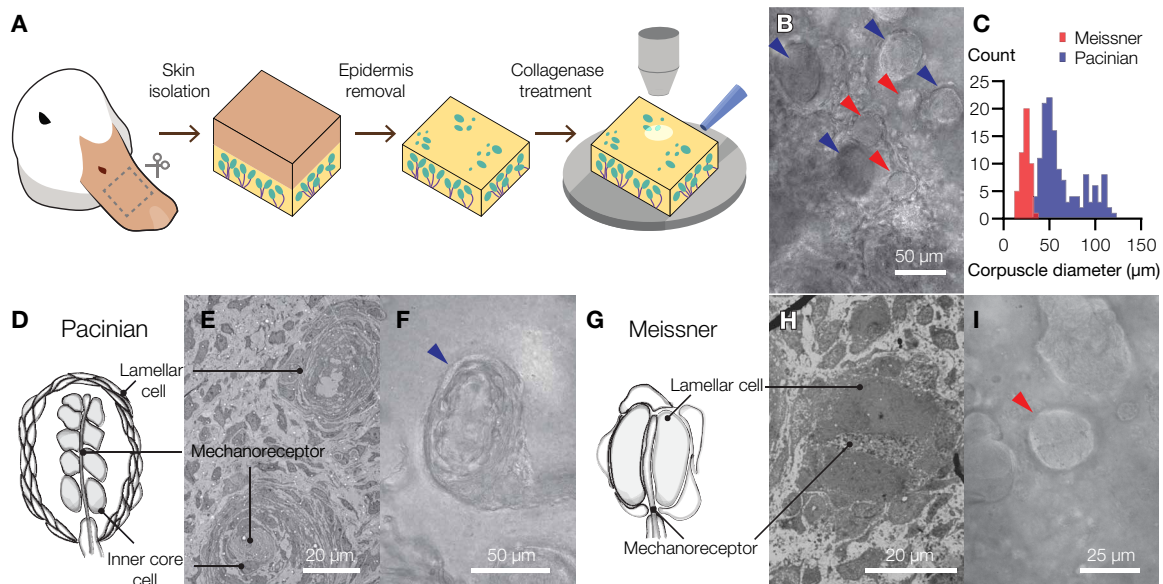 A
Skin
isolation
Epidermis
removal
Collagenase
treatment
B
50 µm
C
Meissner
Pacinian
Count
25
20
15
10
5
0
0
50
100
150
Corpuscle diameter (µm)
D
Pacinian
Lamellar
cell
Mechanoreceptor
Inner core
cell
E
20 µm
F
50 µm
G
Meissner
Lamellar cell
Mechanoreceptor
H
20 µm
I
25 µm